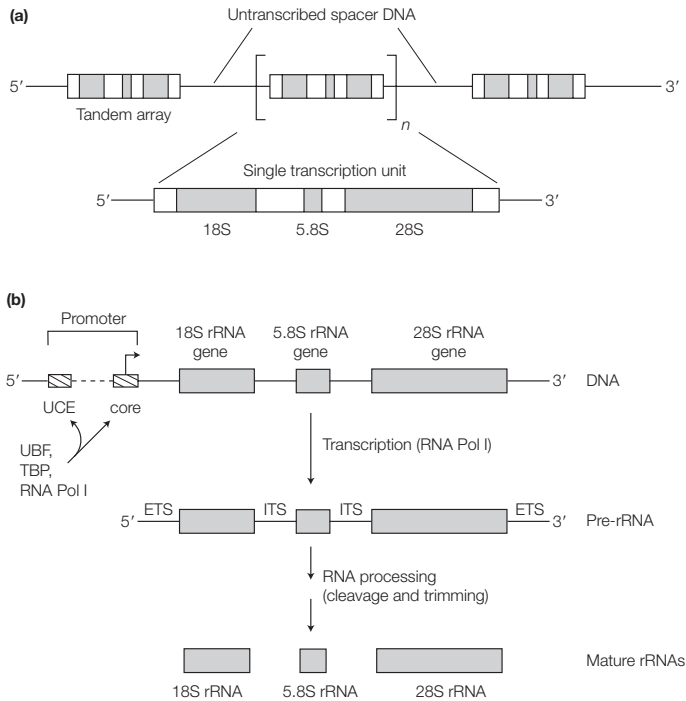 (a)
Untranscribed spacer DNA
5′ 3′
Tandem array
n
Single transcription unit
5′ 3′
18S 5.8S 28S
(b)
Promoter
18S rRNA gene
5.8S rRNA gene
28S rRNA gene
5′ 3′ DNA
UCE core
UBF,
TBP,
RNA Pol I
Transcription (RNA Pol I)
5′ ETS ITS ITS ETS 3′ Pre-rRNA
RNA processing
(cleavage and trimming)
Mature rRNAs
18S rRNA 5.8S rRNA 28S rRNA